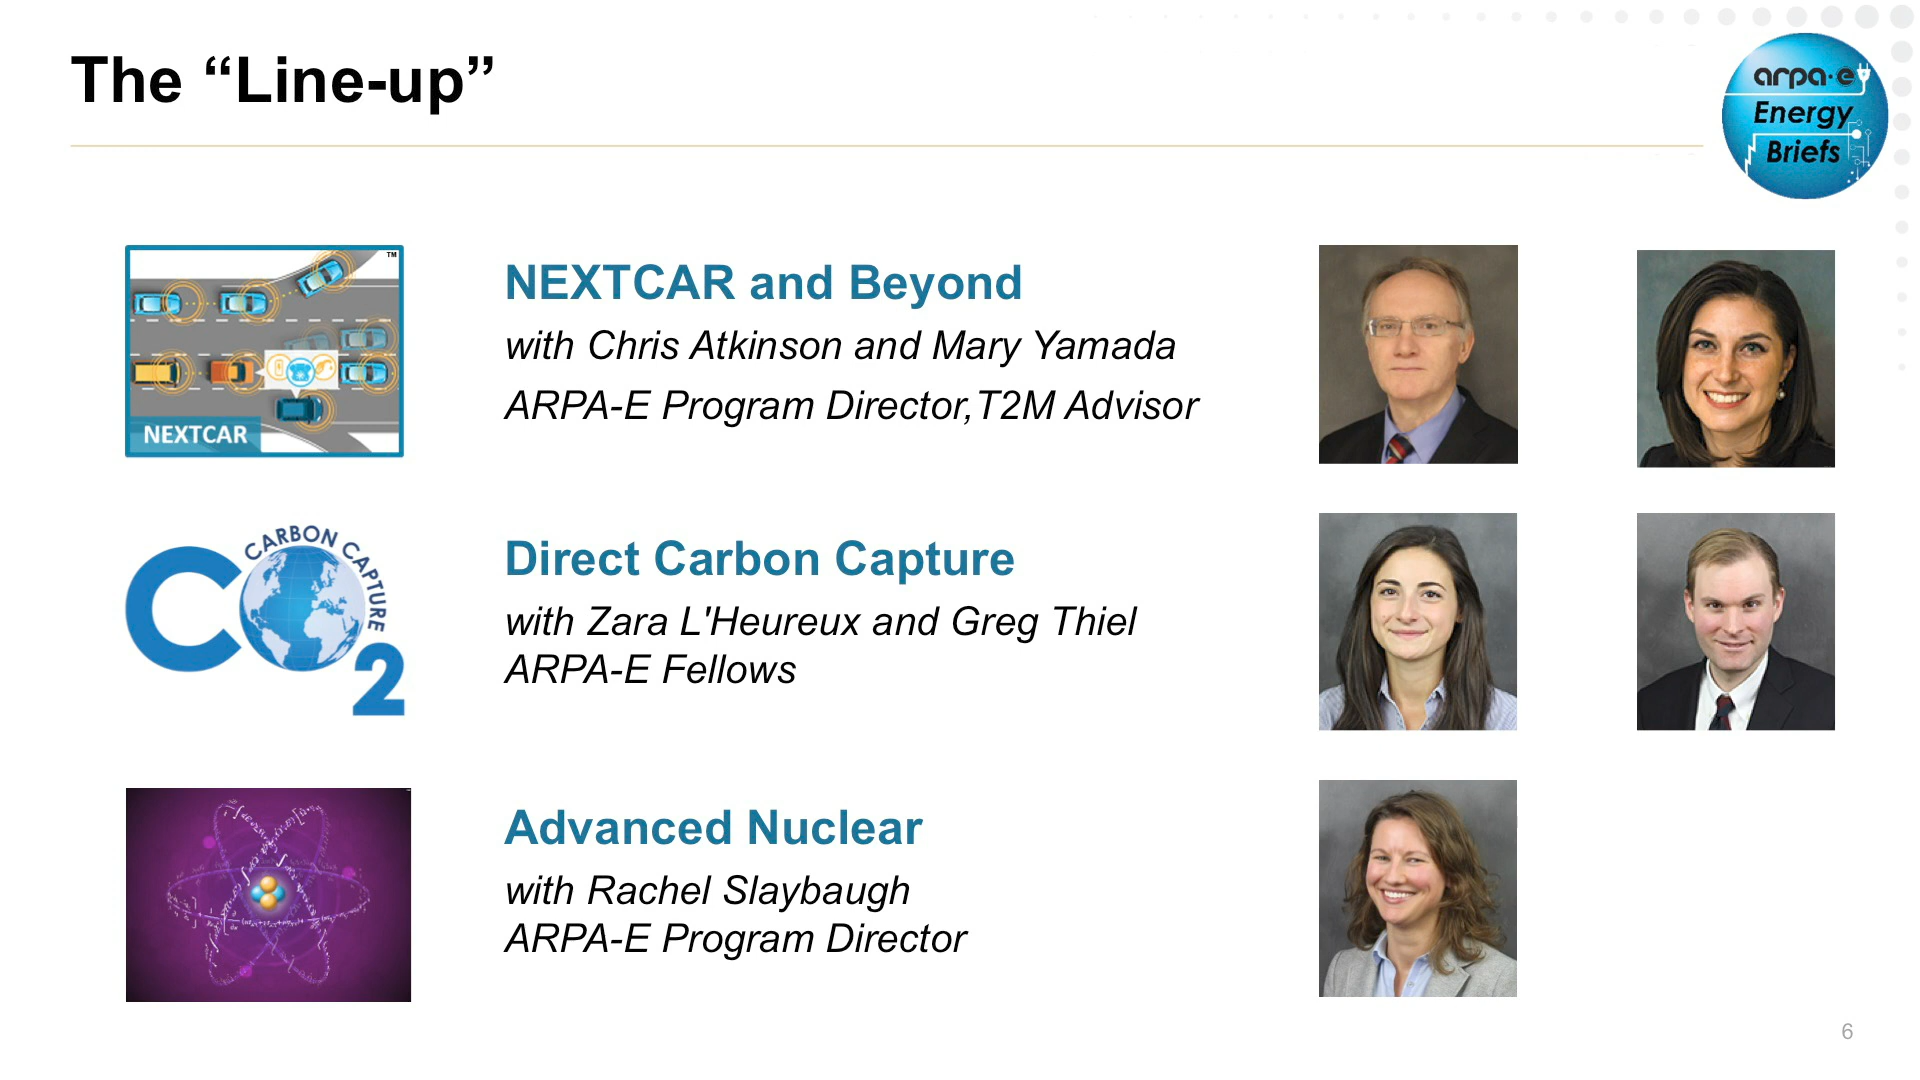 The “Line-up”
arpa·e
Energy
Briefs
TM
NEXTCAR
NEXTCAR and Beyond
with Chris Atkinson and Mary Yamada
ARPA-E Program Director,T2M Advisor
CARBON CAPTURE
CO2
Direct Carbon Capture
with Zara L'Heureux and Greg Thiel
ARPA-E Fellows
Advanced Nuclear
with Rachel Slaybaugh
ARPA-E Program Director
6